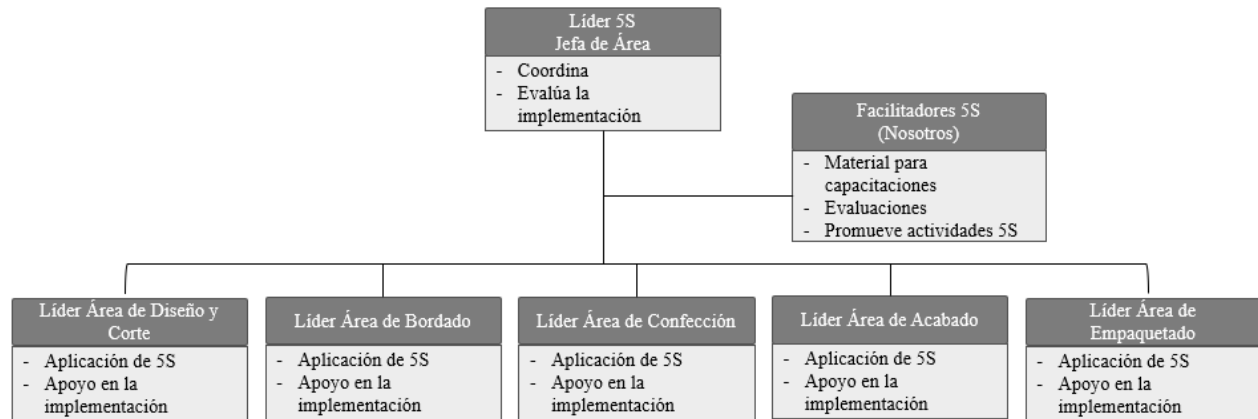 Líder 5S
Jefa de Área
- Coordina
- Evalúa la
implementación
Facilitadores 5S
(Nosotros)
- Material para
capacitaciones
- Evaluaciones
- Promueve actividades 5S
Líder Área de Diseño y
Corte
- Aplicación de 5S
- Apoyo en la
implementación
Líder Área de Bordado
- Aplicación de 5S
- Apoyo en la
implementación
Líder Área de Confección
- Aplicación de 5S
- Apoyo en la
implementación
Líder Área de Acabado
- Aplicación de 5S
- Apoyo en la
implementación
Líder Área de
Empaquetado
- Aplicación de 5S
- Apoyo en la
implementación